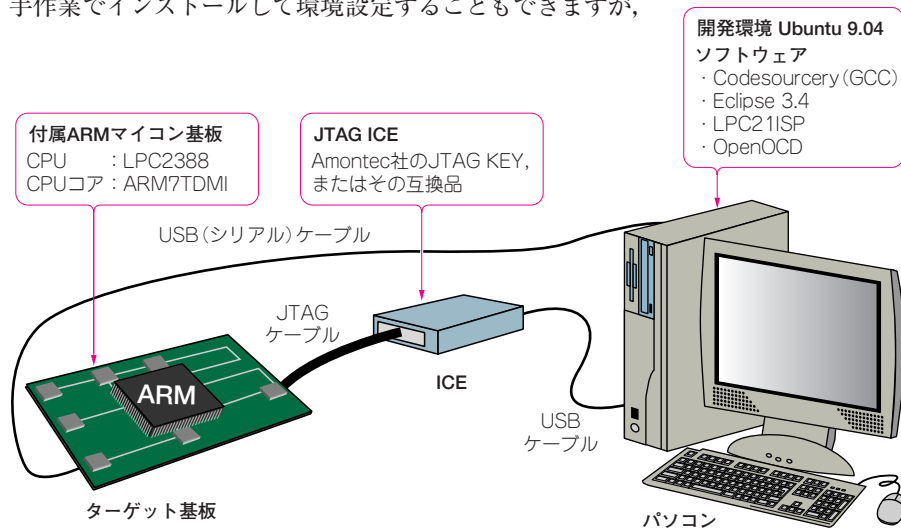 手作業でインストールして環境設定することもできますが,
開発環境 Ubuntu 9.04
ソフトウェア
・Codesourcery(GCC)
・Eclipse 3.4
・LPC21ISP
・OpenOCD
付属ARMマイコン基板
CPU :LPC2388
CPUコア:ARM7TDMI
JTAG ICE
Amontec社のJTAG KEY,
またはその互換品
USB(シリアル)ケーブル
JTAG
ケーブル
ARM
ICE
USB
ケーブル
ターゲット基板
パソコン